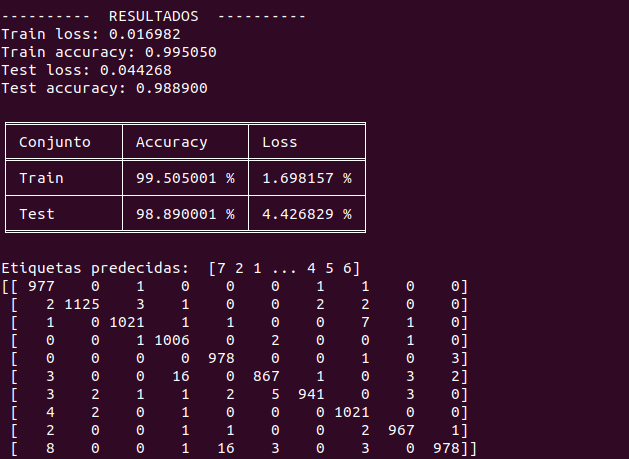 ---------- RESULTADOS ----------
Train loss: 0.016982
Train accuracy: 0.995050
Test loss: 0.044268
Test accuracy: 0.988900
Conjunto Accuracy Loss
Train 99.505001 % 1.698157 %
Test 98.890001 % 4.426829 %
Etiquetas predecidas: [7 2 1 ... 4 5 6]
[[ 977 0 1 0 0 0 1 1 0 0]
[ 2 1125 3 1 0 0 2 2 0 0]
[ 1 0 1021 1 1 0 0 7 1 0]
[ 0 0 1 1006 0 2 0 0 1 0]
[ 0 0 0 0 978 0 0 1 0 3]
[ 3 0 0 16 0 867 1 0 3 2]
[ 3 2 1 1 2 5 941 0 3 0]
[ 4 2 0 1 0 0 0 1021 0 0]
[ 2 0 0 1 1 0 0 2 967 1]
[ 8 0 0 1 16 3 0 3 0 978]]